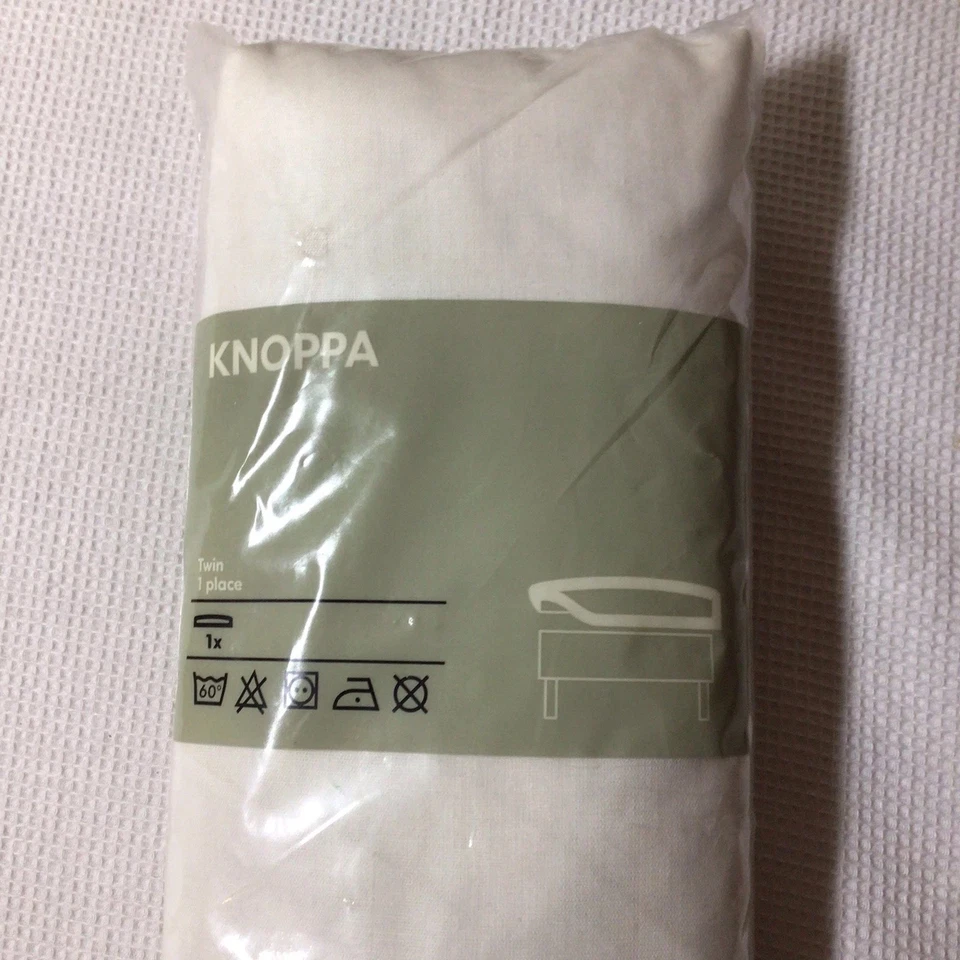 KNOPPA
Twin
1 place
1x
60°